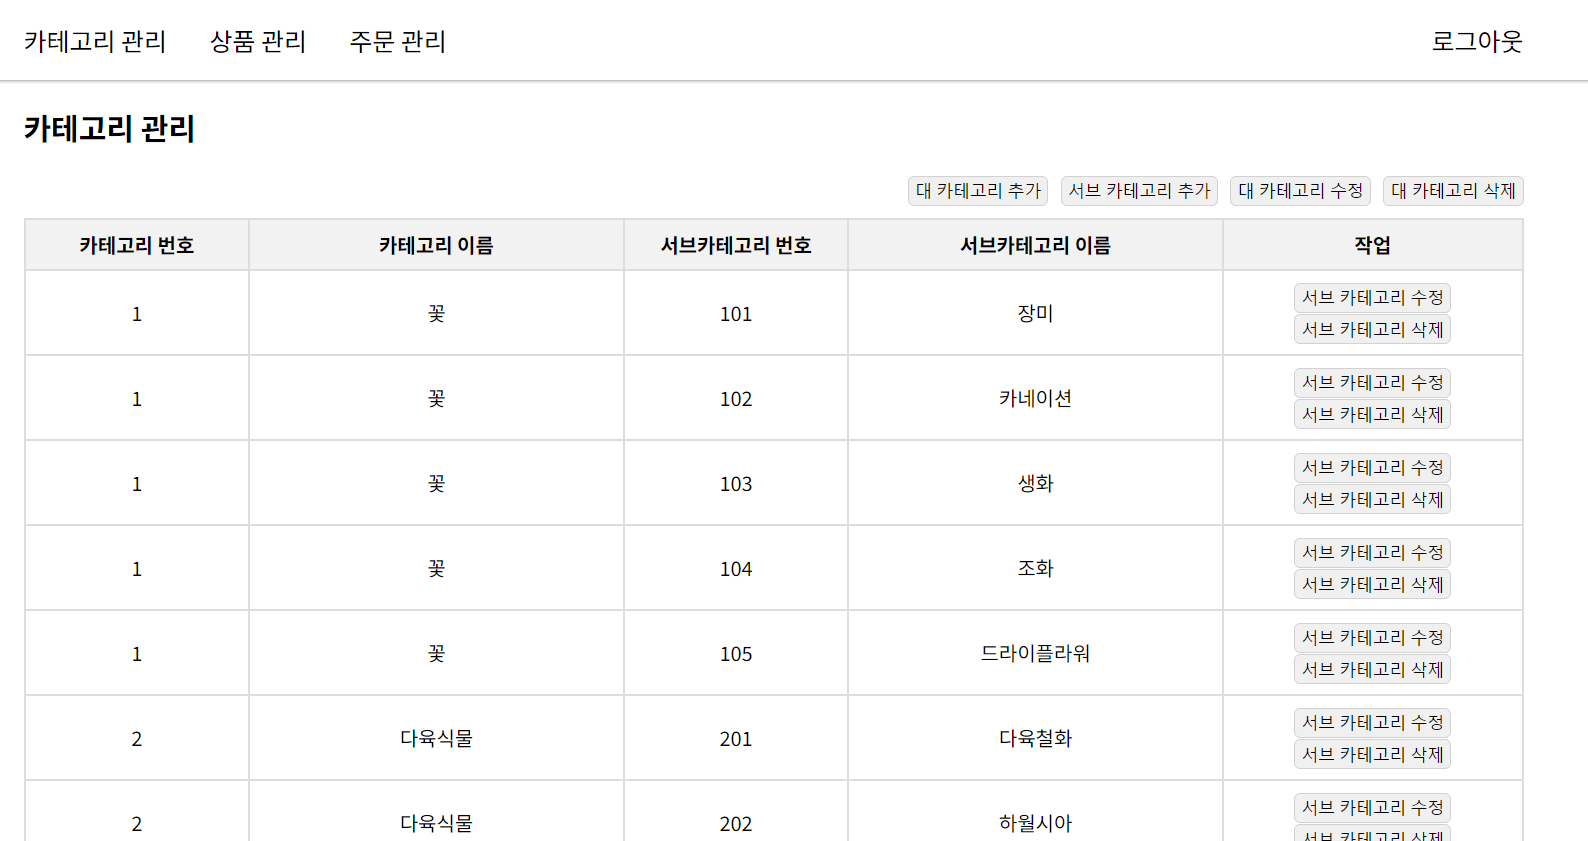 카테고리 관리 상품 관리 주문 관리 로그아웃
카테고리 관리
대 카테고리 추가 서브 카테고리 추가 대 카테고리 수정 대 카테고리 삭제
카테고리 번호 카테고리 이름 서브카테고리 번호 서브카테고리 이름 작업
1 꽃 101 장미 서브 카테고리 수정
서브 카테고리 삭제
1 꽃 102 카네이션 서브 카테고리 수정
서브 카테고리 삭제
1 꽃 103 생화 서브 카테고리 수정
서브 카테고리 삭제
1 꽃 104 조화 서브 카테고리 수정
서브 카테고리 삭제
1 꽃 105 드라이플라워 서브 카테고리 수정
서브 카테고리 삭제
2 다육식물 201 다육철화 서브 카테고리 수정
서브 카테고리 삭제
2 다육식물 202 하월시아 서브 카테고리 수정
서브 카테고리 삭제